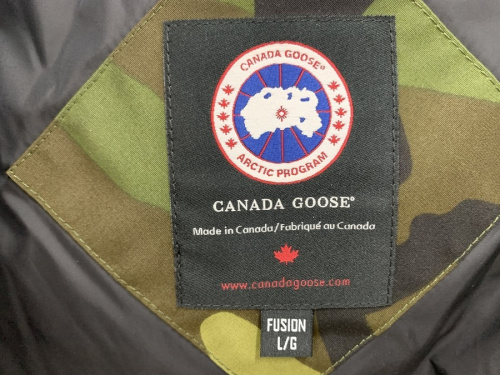 CANADA GOOSE®
ARCTIC PROGRAM
CANADA GOOSE®
Made in Canada/Fabriqué au Canada
www.canadagoose.com
FUSION
L/G